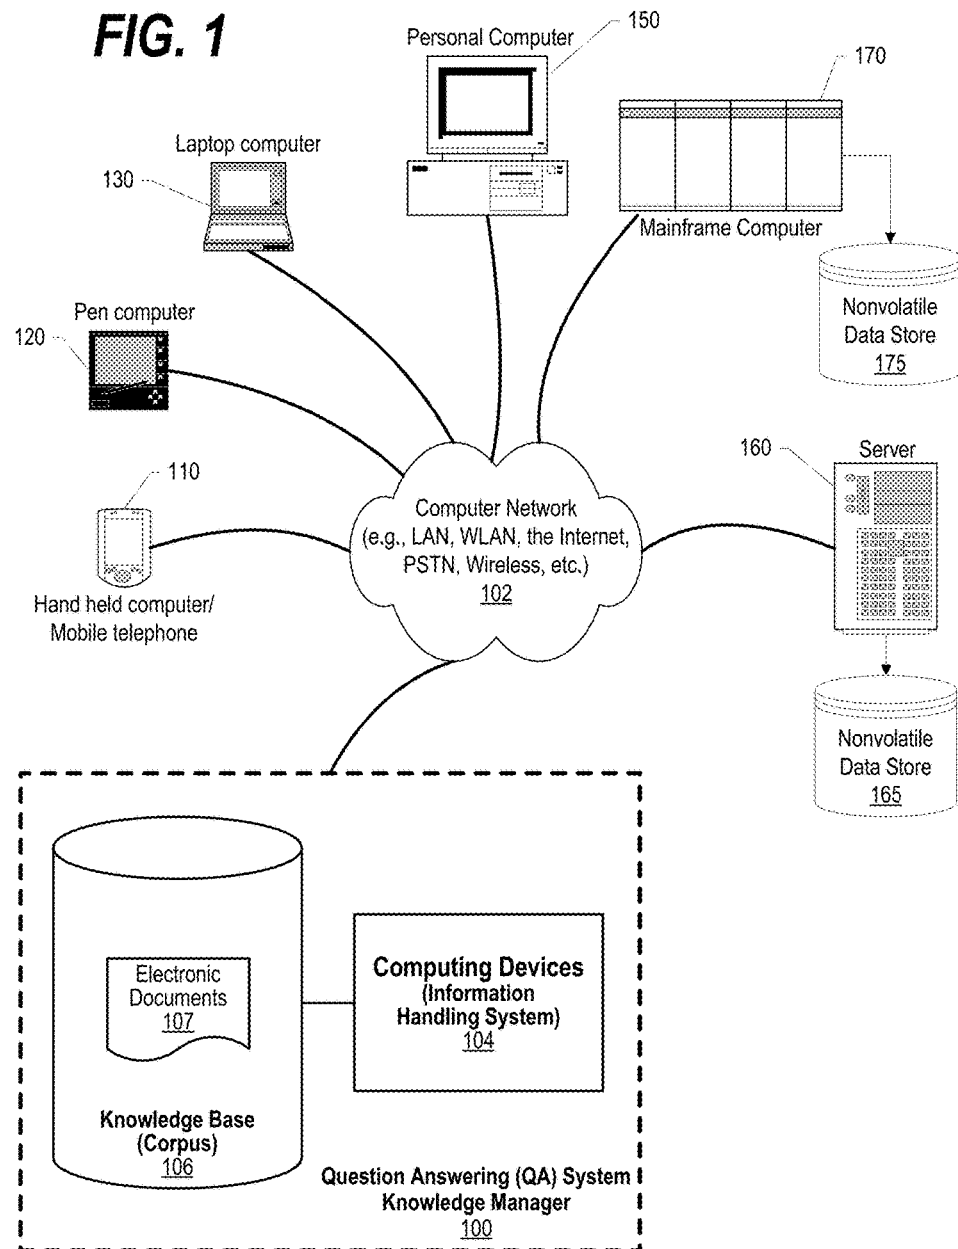 FIG. 1
Personal Computer
150
170
Laptop computer
130
Mainframe Computer
Nonvolatile
Data Store
175
Pen computer
120
160
Server
110
Computer Network
(e.g., LAN, WLAN, the Internet,
PSTN, Wireless, etc.)
102
Hand held computer/
Mobile telephone
Nonvolatile
Data Store
165
Electronic
Documents
107
Computing Devices
(Information
Handling System)
104
Knowledge Base
(Corpus)
106
Question Answering (QA) System
Knowledge Manager
100